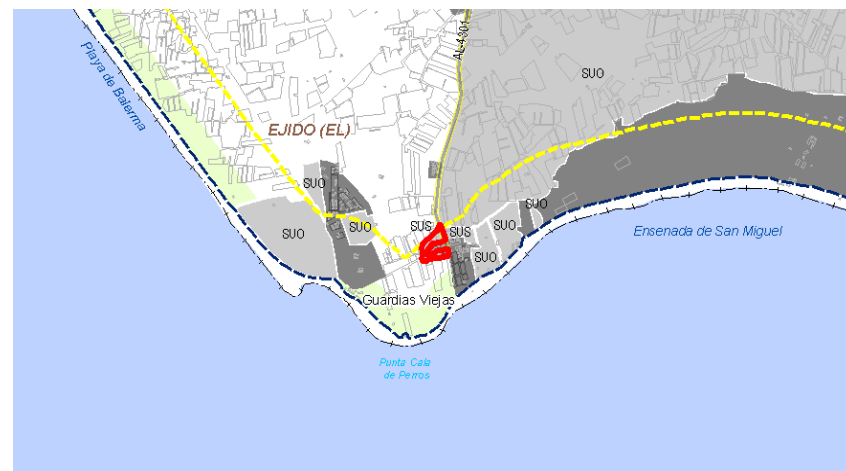 AL-4301
SUO
Playa de Balerma
EJIDO (EL)
SUO
SUO
SUO
SUO
SUS
SUS
SUO
SUO
SUO
Ensenada de San Miguel
Guardias Viejas
Punta Cala
de Perros